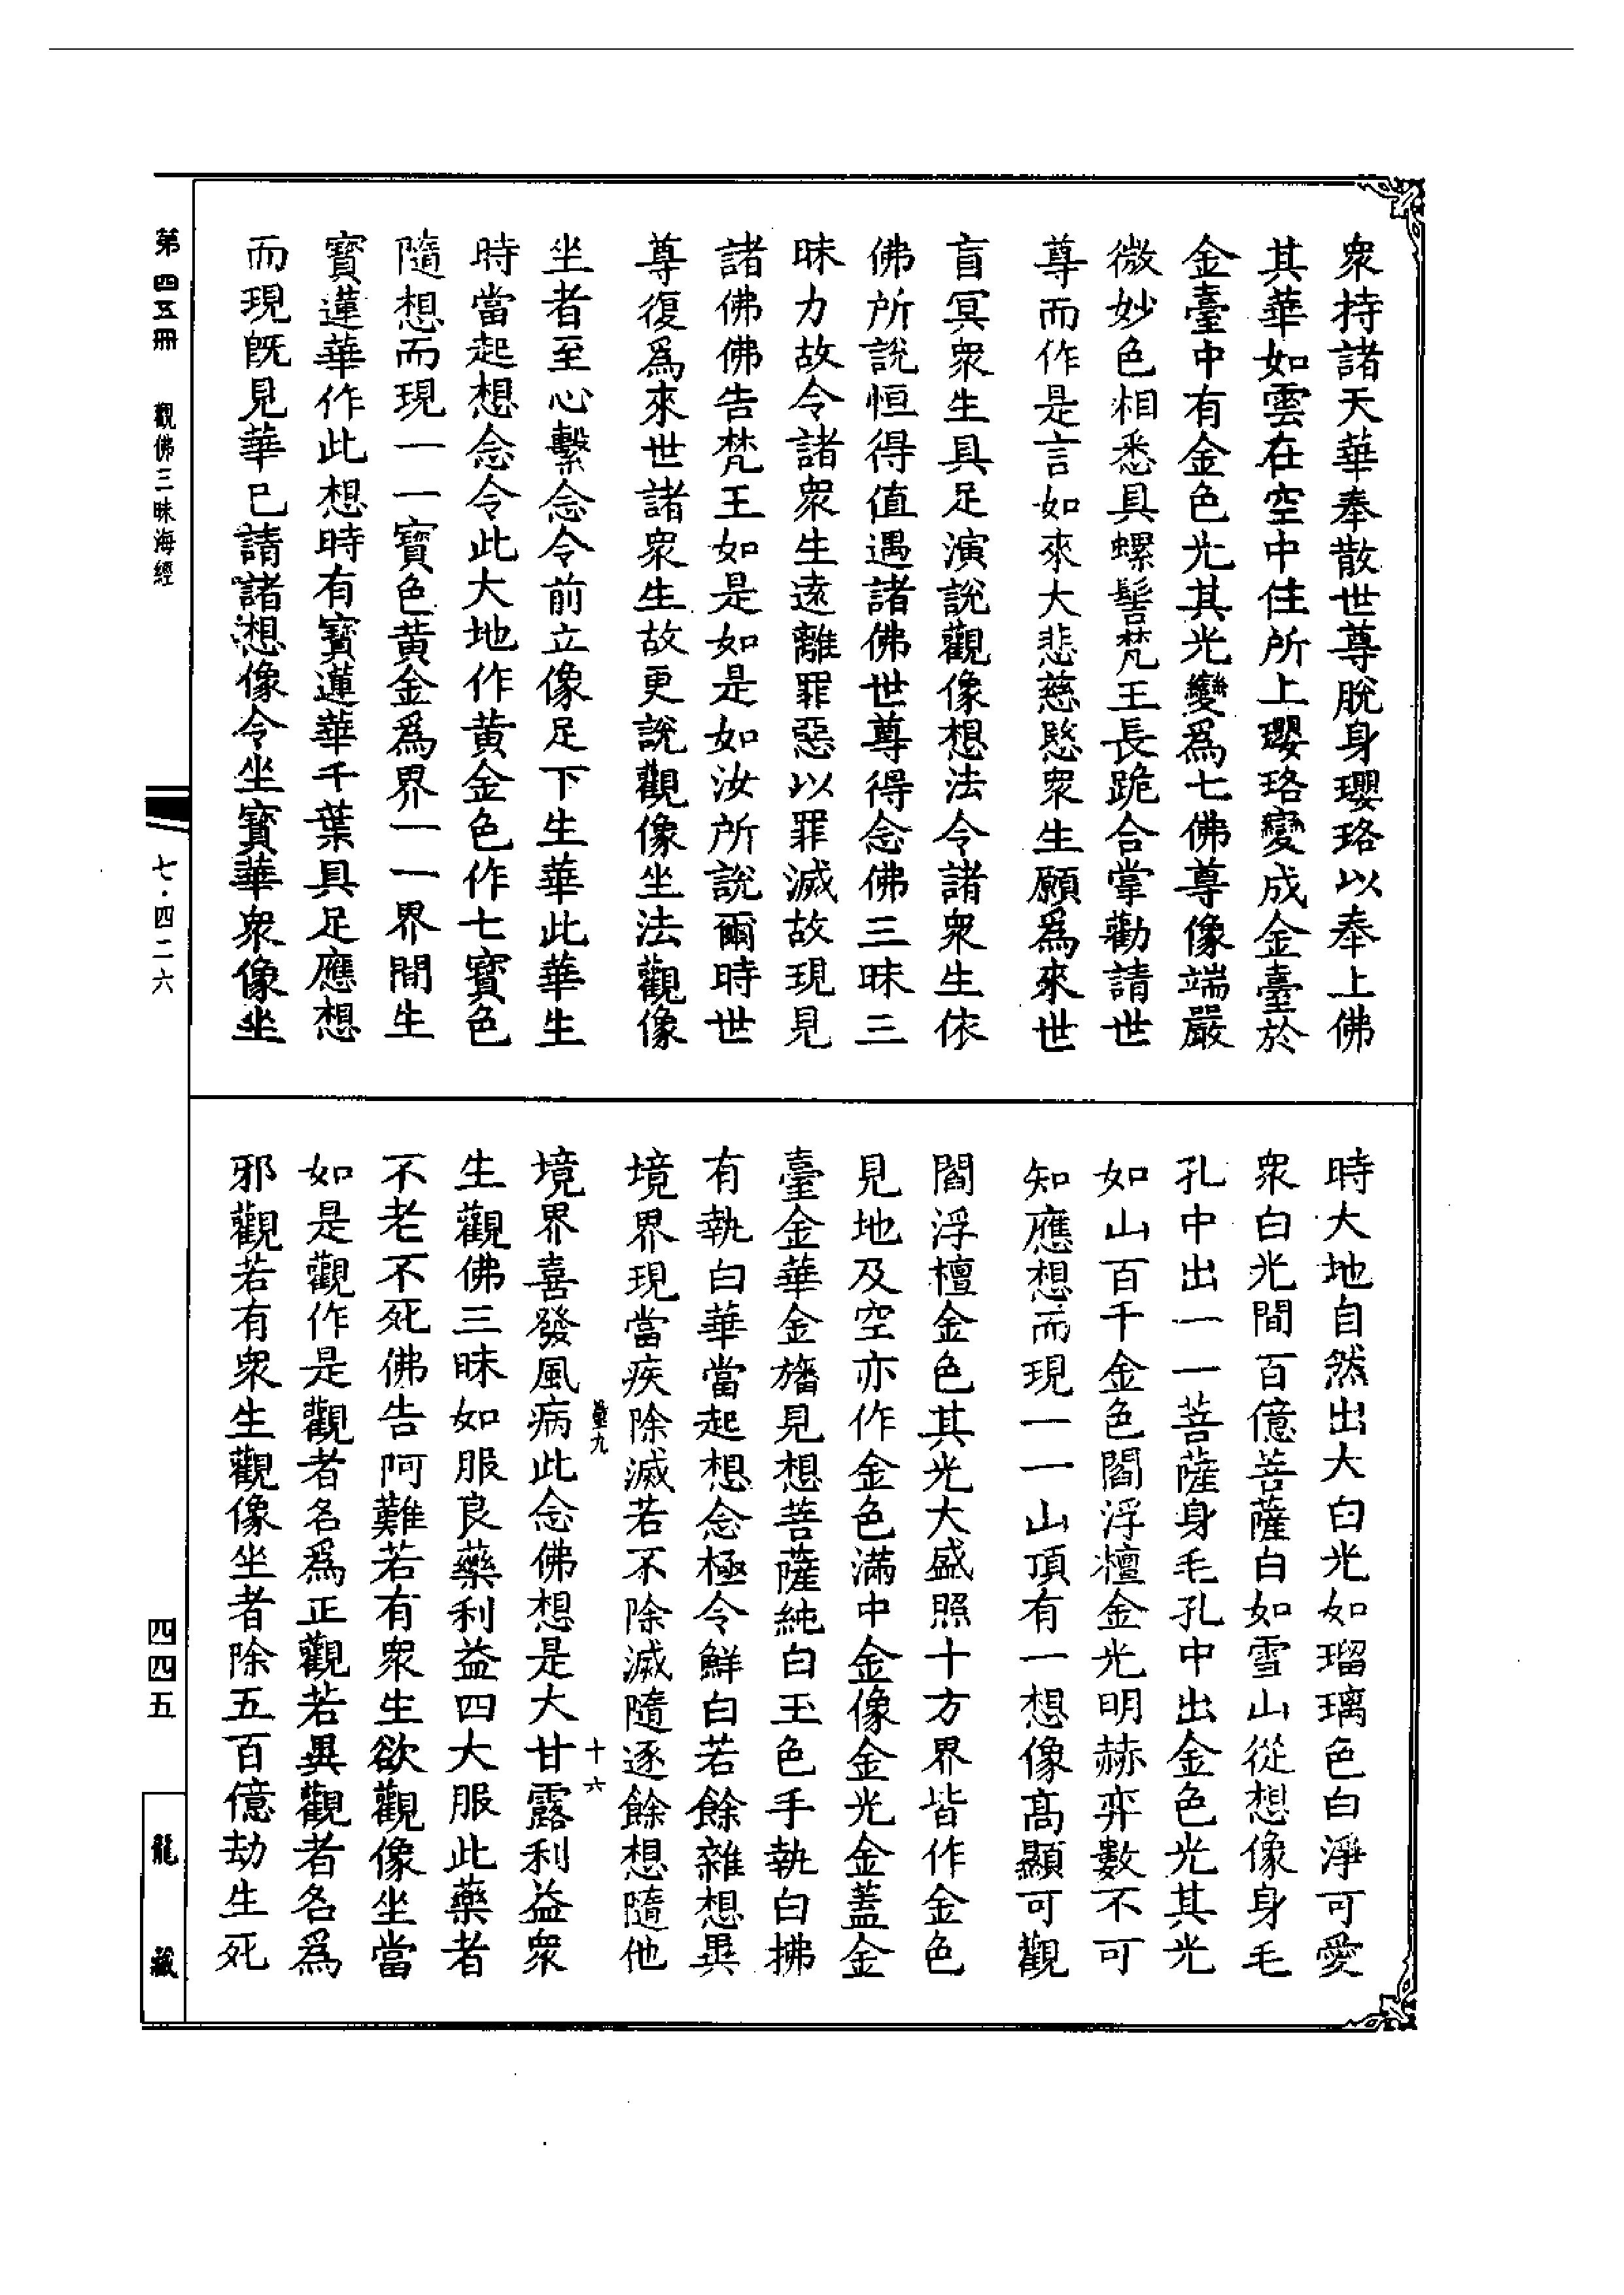 衆持諸天華奉散世尊脫身瓔珞以奉上佛
其華如雲在空中住所上瓔珞變成金臺於
金臺中有金色光其光變爲七佛尊像端嚴
微妙色相悉具螺髻梵王長跪合掌勸請世
尊而作是言如來大悲慈愍衆生願爲來世
盲冥衆生具足演說觀像想法令諸衆生依
佛所說恒得值遇諸佛世尊得念佛三昧三
昧力故令諸衆生遠離罪惡以罪滅故現見
諸佛佛告梵王如是如是如汝所說爾時世
尊復爲來世諸衆生故更說觀像坐法觀像
坐者至心繫念令前立像足下生華此華生
時當起想念令此大地作黃金色作七寶色
隨想而現一一寶色黃金爲界一一界間生
寶蓮華作此想時有寶蓮華千葉具足應想
而現既見華已請諸想像令坐寶華衆像坐
時大地自然出大白光如瑠璃色白淨可愛
衆白光間百億菩薩白如雪山從想像身毛
孔中出一一菩薩身毛孔中出金色光其光
如山百千金色閻浮檀金光明赫弈數不可
知應想而現一一山頂有一想像高顯可觀
閻浮檀金色其光大盛照十方界皆作金色
見地及空亦作金色滿中金像金光金蓋金
臺金華金旛見想菩薩純白玉色手執白拂
有執白華當起想念極令鮮白若餘雜想異
境界現當疾除滅若不除滅隨逐餘想隨他
境界喜發風病此念佛想是大甘露利益衆
生觀佛三昧如服良藥利益四大服此藥者
不老不死佛告阿難若有衆生欲觀像坐當
如是觀作是觀者名爲正觀若異觀者名爲
邪觀若有衆生觀像坐者除五百億劫生死
九
十六
第四五冊 觀佛三昧海經
七·四二六
四四五
龍藏